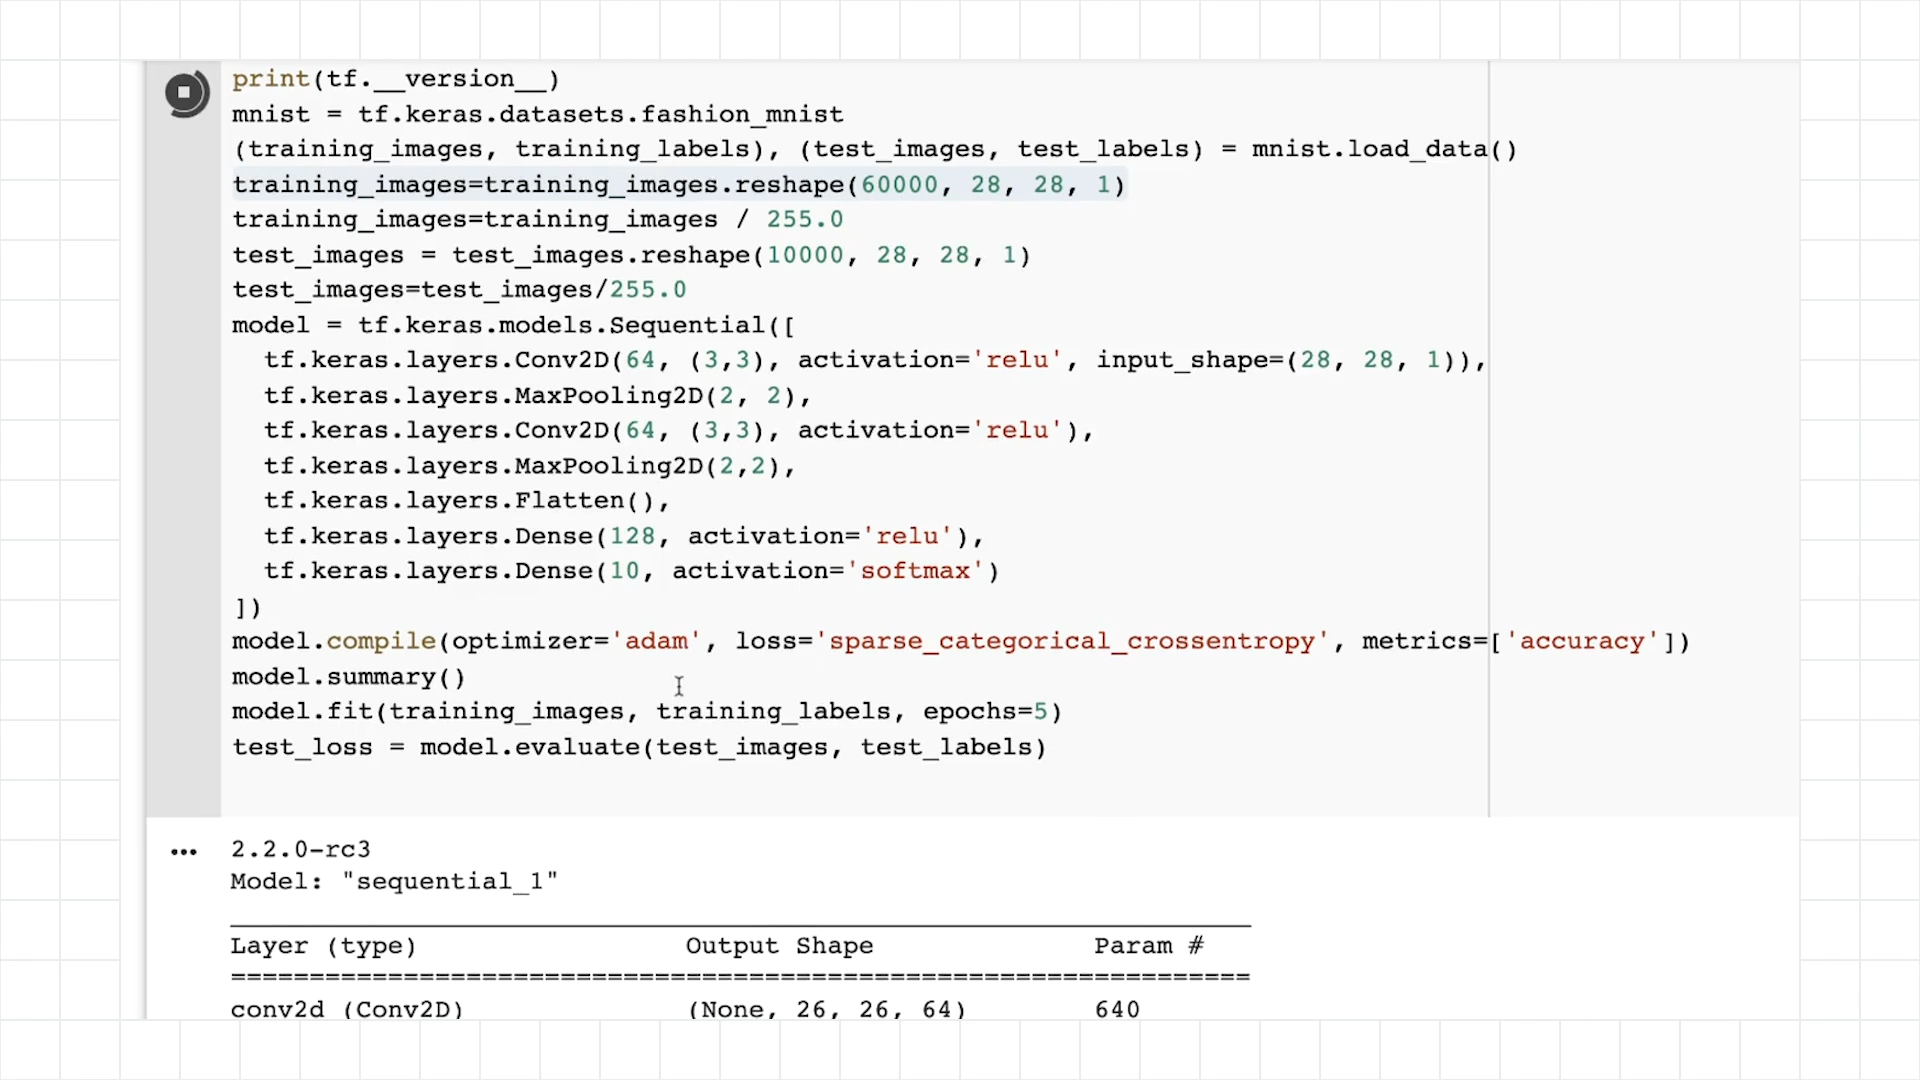 print(tf.__version__)
mnist = tf.keras.datasets.fashion_mnist
(training_images, training_labels), (test_images, test_labels) = mnist.load_data()
training_images=training_images.reshape(60000, 28, 28, 1)
training_images=training_images / 255.0
test_images = test_images.reshape(10000, 28, 28, 1)
test_images=test_images/255.0
model = tf.keras.models.Sequential([
  tf.keras.layers.Conv2D(64, (3,3), activation='relu', input_shape=(28, 28, 1)),
  tf.keras.layers.MaxPooling2D(2, 2),
  tf.keras.layers.Conv2D(64, (3,3), activation='relu'),
  tf.keras.layers.MaxPooling2D(2,2),
  tf.keras.layers.Flatten(),
  tf.keras.layers.Dense(128, activation='relu'),
  tf.keras.layers.Dense(10, activation='softmax')
])
model.compile(optimizer='adam', loss='sparse_categorical_crossentropy', metrics=['accuracy'])
model.summary()
model.fit(training_images, training_labels, epochs=5)
test_loss = model.evaluate(test_images, test_labels)
2.2.0-rc3
Model: "sequential_1"
Layer (type) Output Shape Param #
=================================================================
conv2d (Conv2D) (None, 26, 26, 64) 640